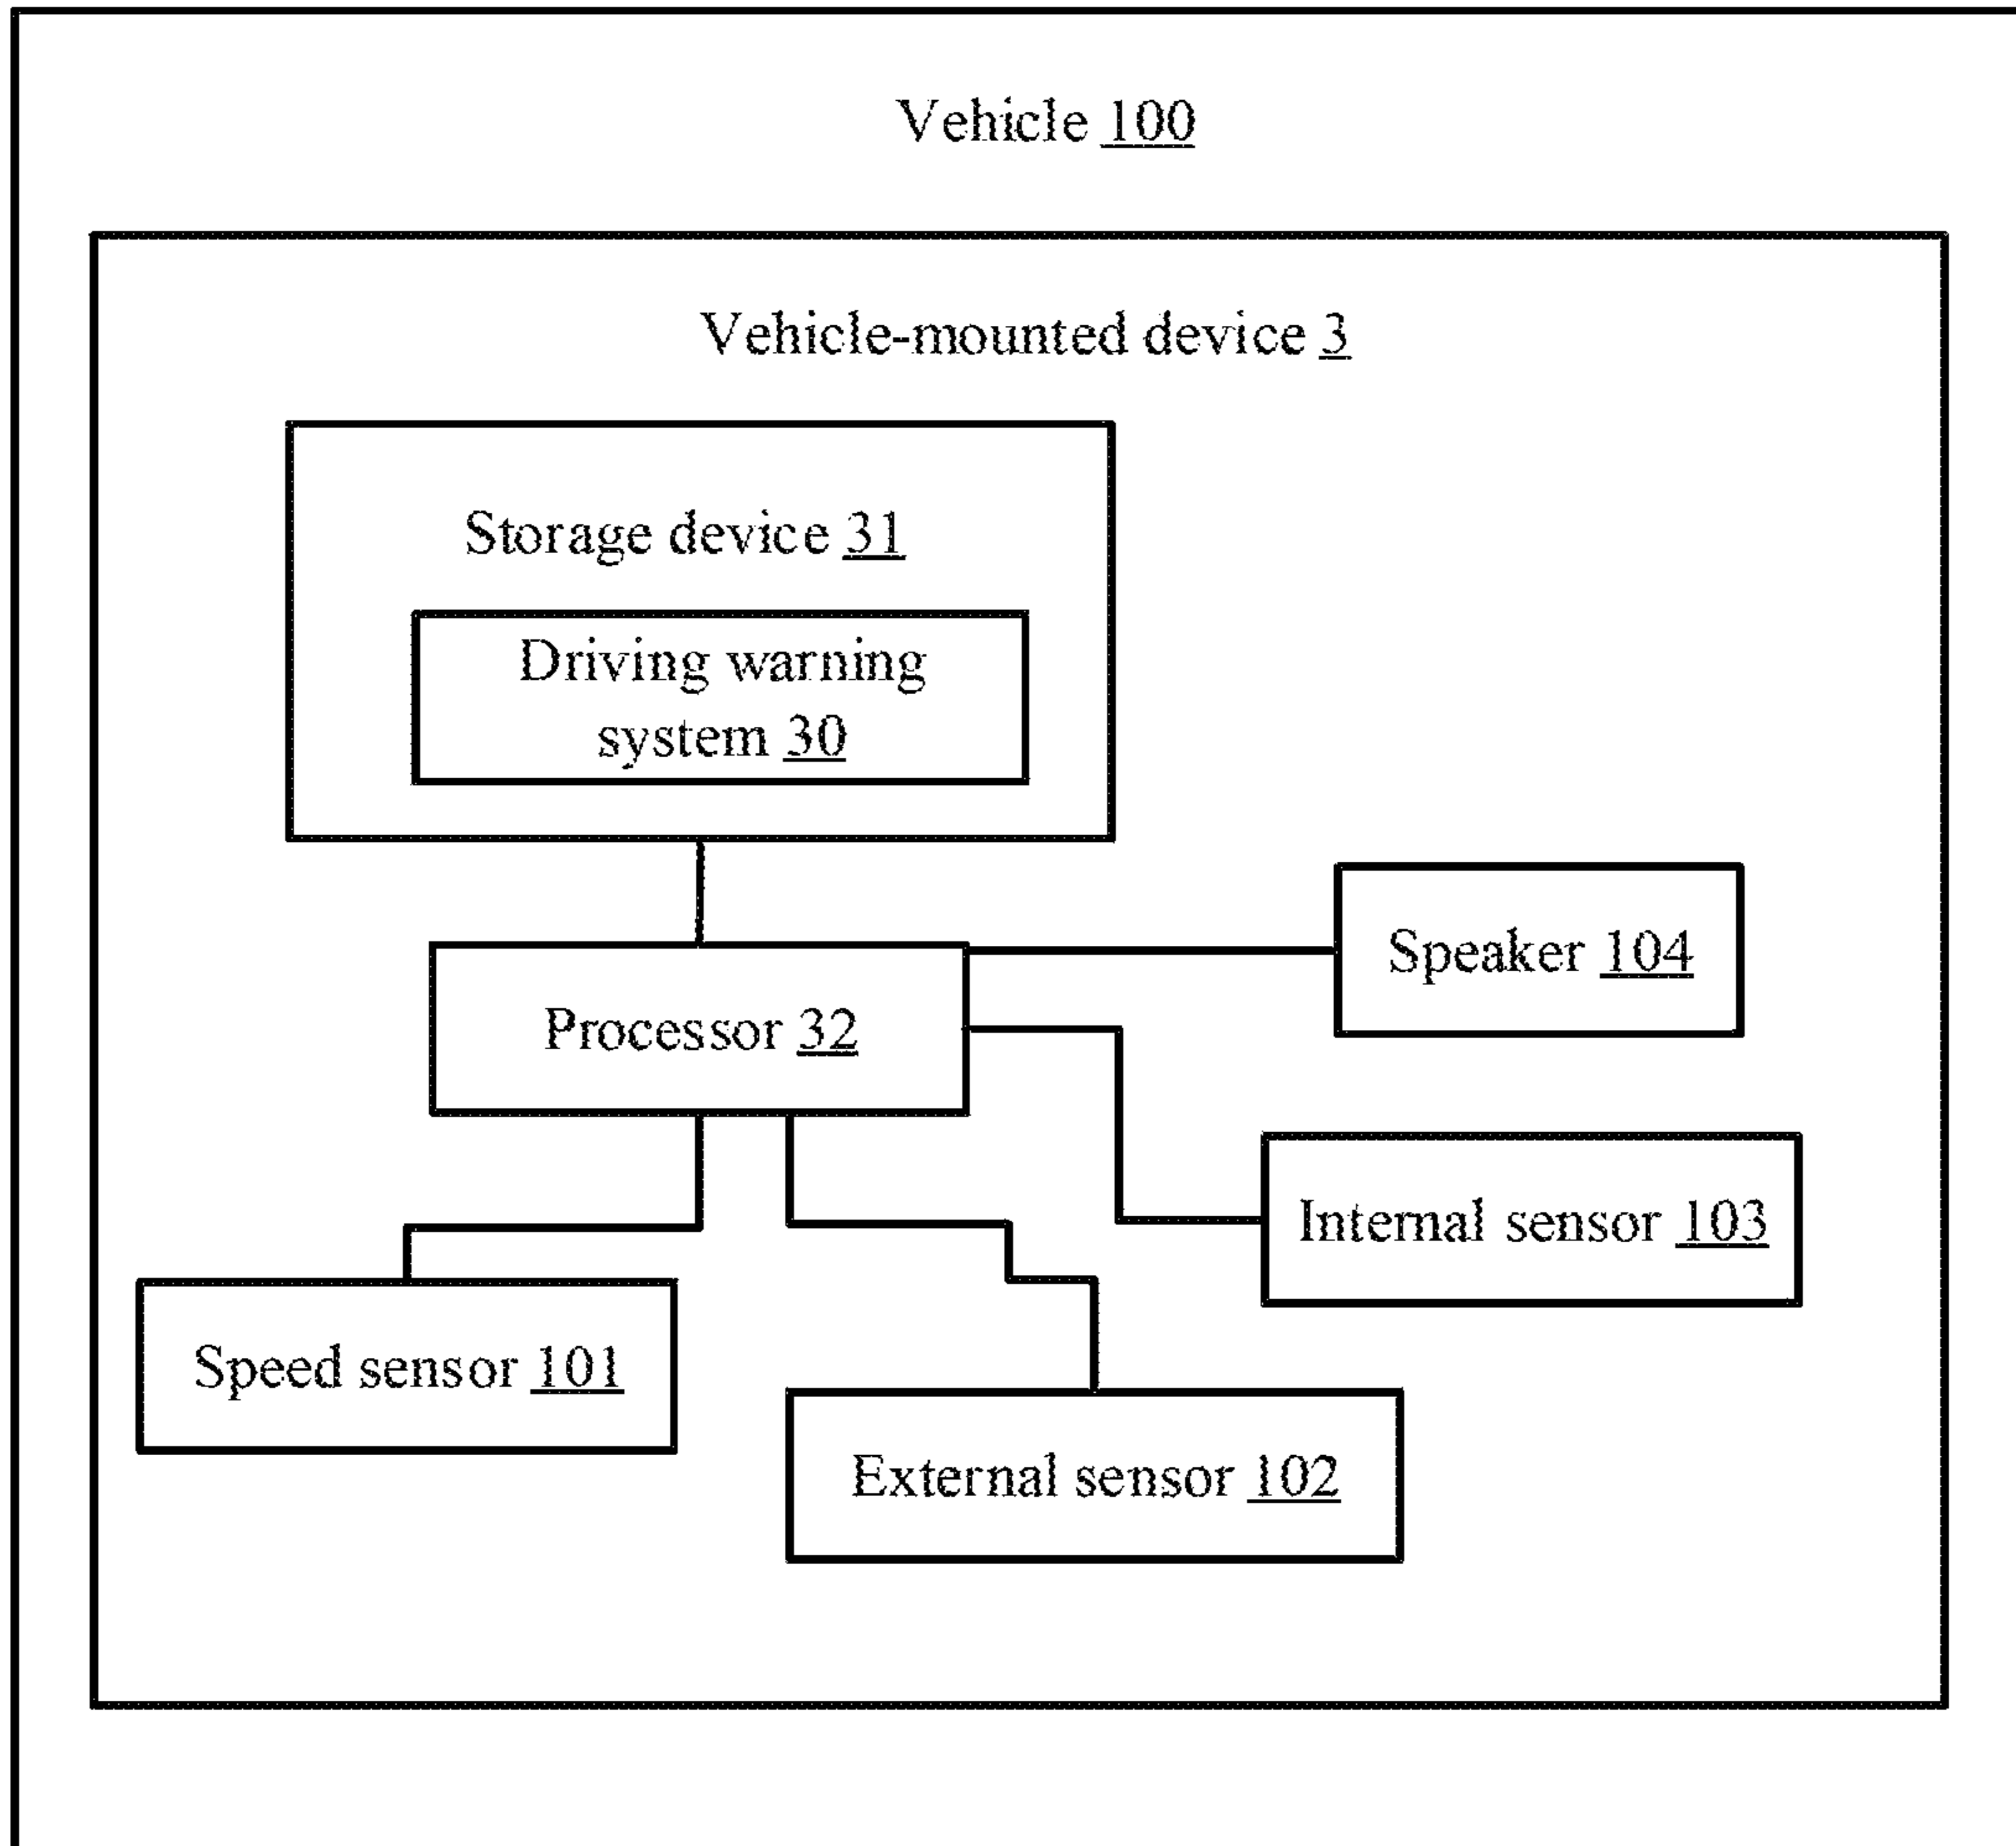 Vehicle 100
Vehicle-mounted device 3
Storage device 31
Driving warning
system 30
Speaker 104
Processor 32
Internal sensor 103
Speed sensor 101
External sensor 102